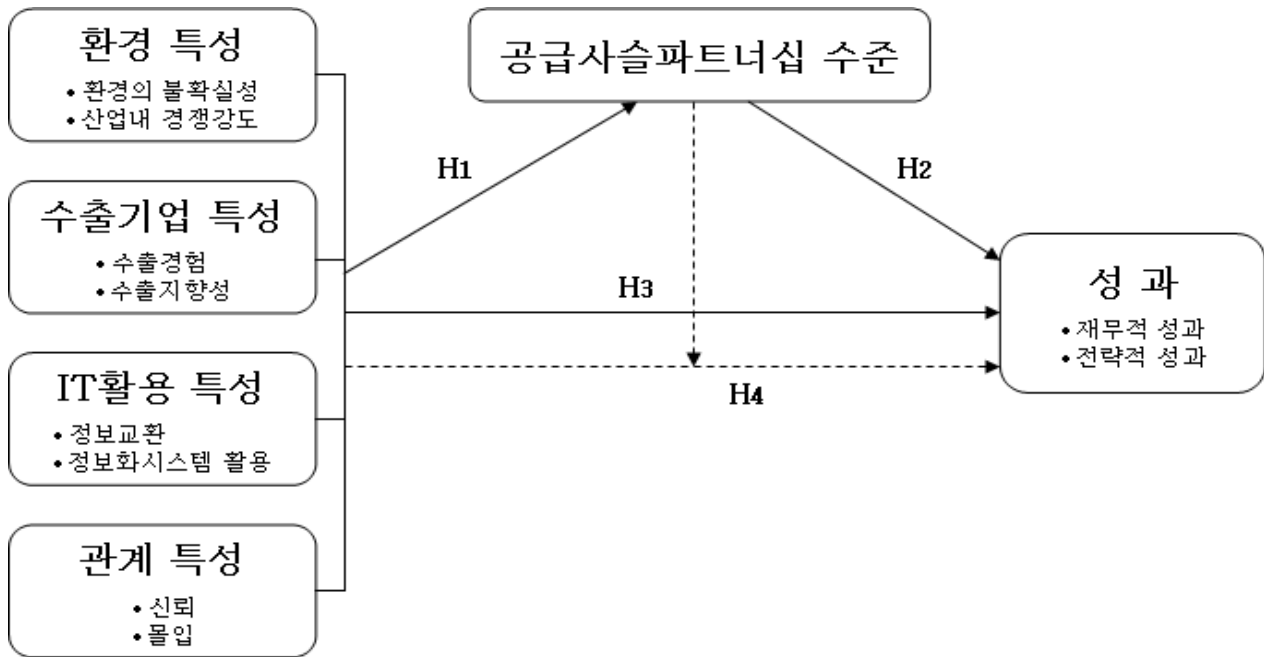 환경 특성
• 환경의 불확실성
• 산업내 경쟁강도
공급사슬파트너십 수준
H1
H2
수출기업 특성
• 수출경험
• 수출지향성
H3
성 과
• 재무적 성과
• 전략적 성과
IT활용 특성
• 정보교환
• 정보화시스템 활용
H4
관계 특성
• 신뢰
• 몰입